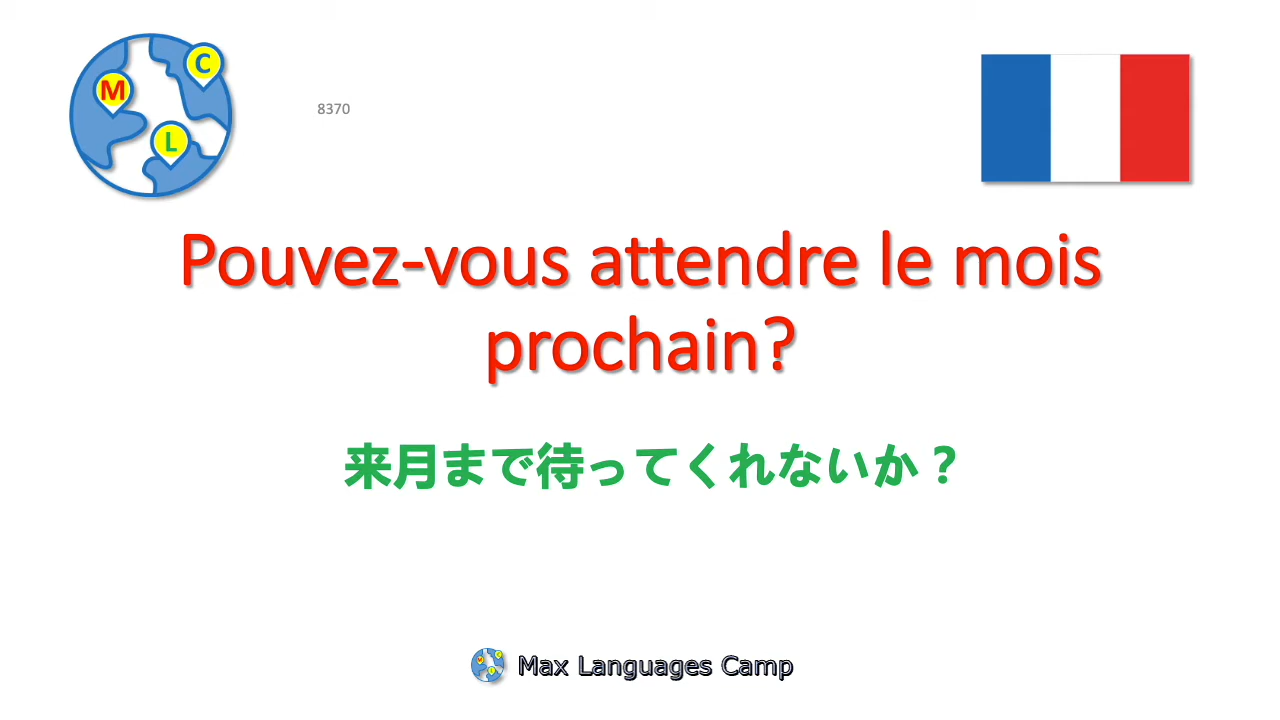 C
M
L
8370
Pouvez-vous attendre le mois
prochain?
来月まで待ってくれないか？
Max Languages Camp